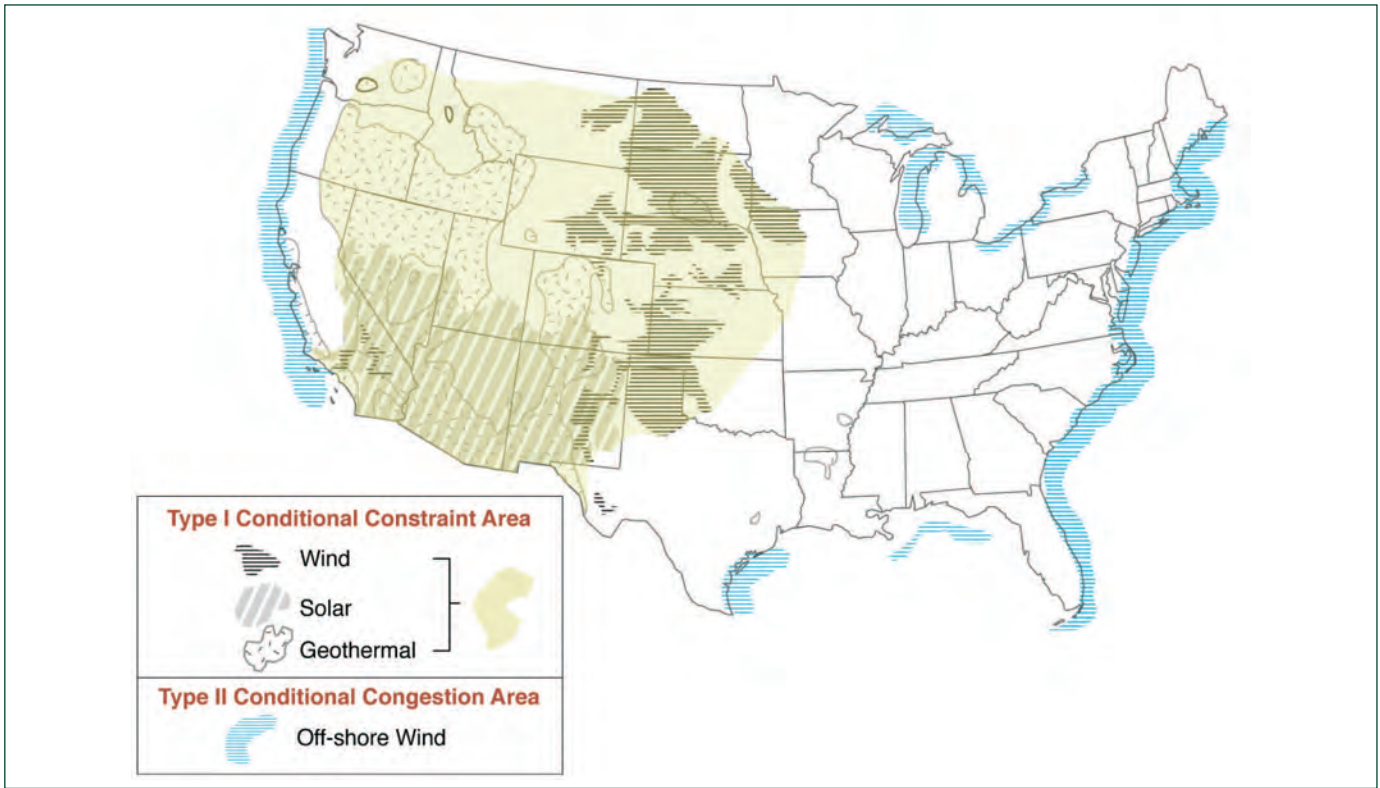 Type I Conditional Constraint Area
Wind
Solar
Geothermal
Type II Conditional Congestion Area
Off-shore Wind